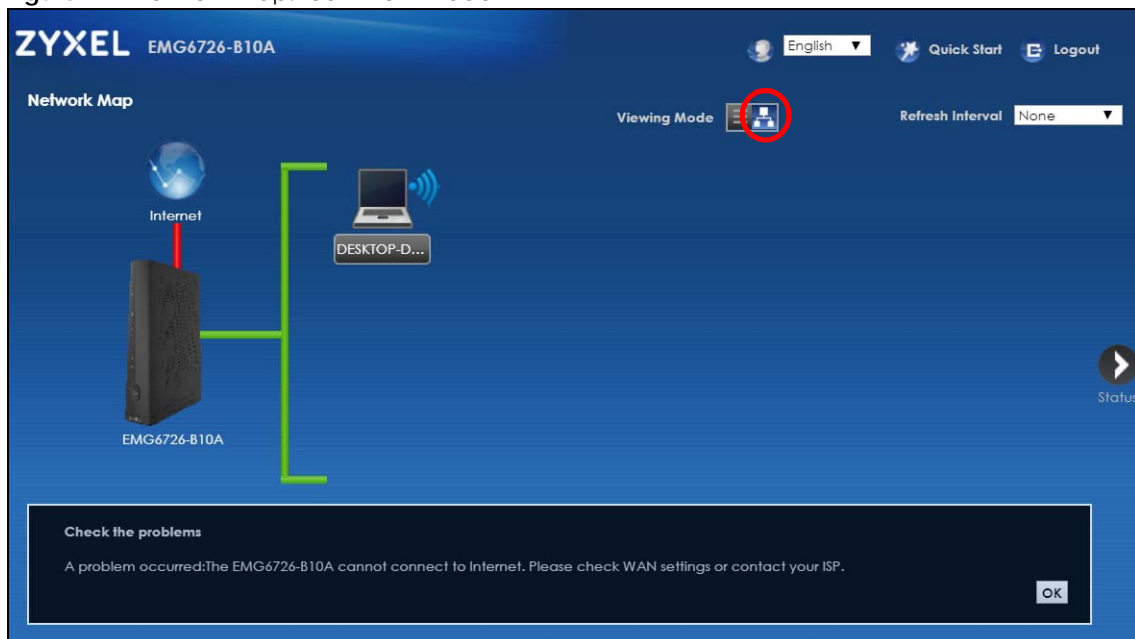 ZYXEL EMG6726-B10A
English
Quick Start
Logout
Network Map
Viewing Mode
Refresh Interval
None
Internet
DESKTOP-D...
EMG6726-B10A
Status
Check the problems
A problem occurred:The EMG6726-B10A cannot connect to Internet. Please check WAN settings or contact your ISP.
OK